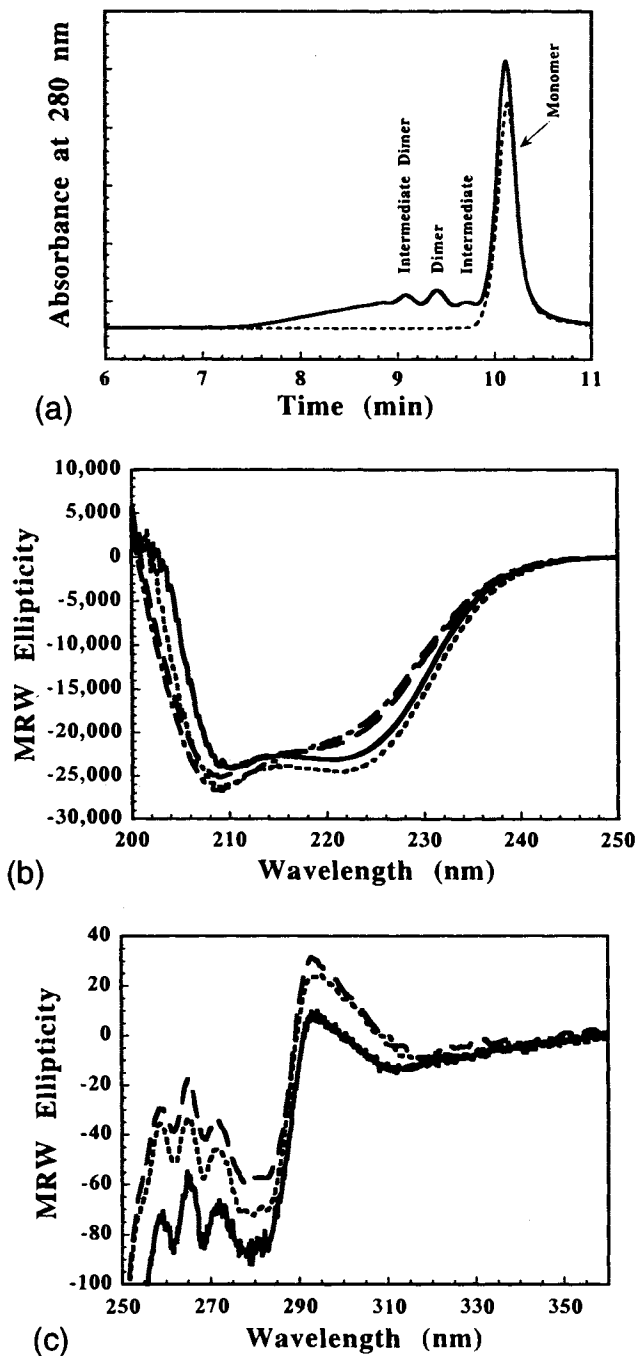 Absorbance at 280 nm
Intermediate Dimer
Dimer
Intermediate
Monomer
6 7 8 9 10 11
Time (min)
(a)
MRW Ellipticity
10,000
5,000
0
-5,000
-10,000
-15,000
-20,000
-25,000
-30,000
200 210 220 230 240 250
Wavelength (nm)
(b)
MRW Ellipticity
40
20
0
-20
-40
-60
-80
-100
250 270 290 310 330 350
Wavelength (nm)
(c)